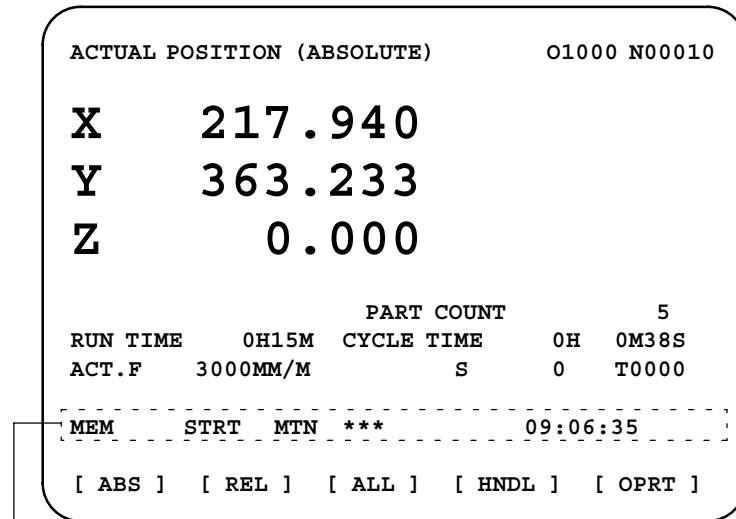 ACTUAL POSITION (ABSOLUTE) O1000 N00010
X 217.940
Y 363.233
Z 0.000
PART COUNT 5
RUN TIME 0H15M CYCLE TIME 0H 0M38S
ACT.F 3000MM/M S 0 T0000
MEM STRT MTN *** 09:06:35
[ ABS ] [ REL ] [ ALL ] [ HNDL ] [ OPRT ]